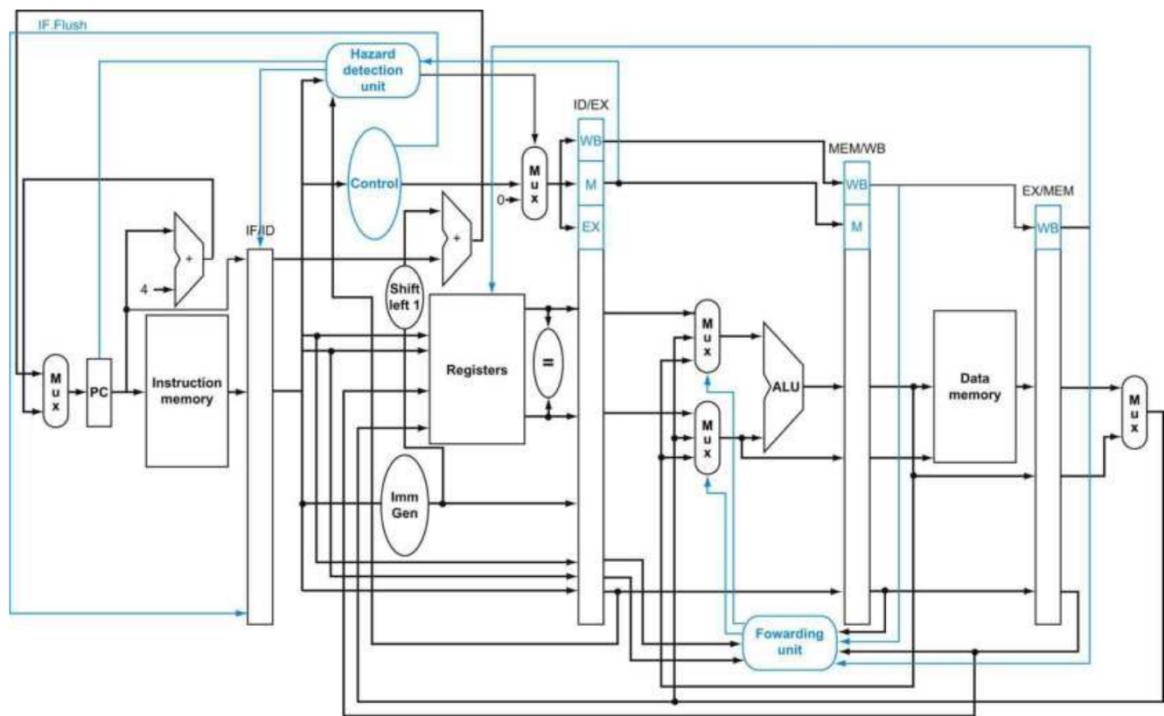 IF.Flush
Hazard
detection
unit
ID/EX
WB
M
EX
Control
0
M
u
x
MEM/WB
WB
M
EX/MEM
WB
IF/ID
+
4
+
Shift
left 1
M
u
x
PC
Instruction
memory
Registers
=
M
u
x
M
u
x
ALU
Data
memory
M
u
x
Imm
Gen
Fowarding
unit